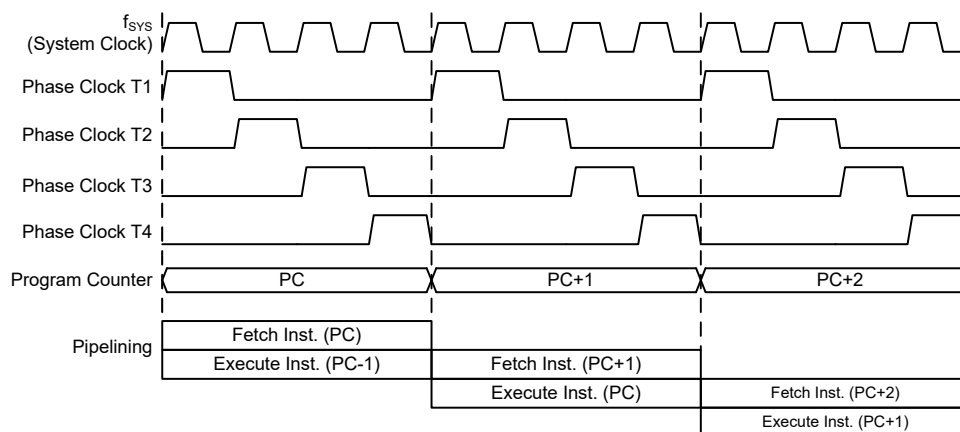 fSYS
(System Clock)
Phase Clock T1
Phase Clock T2
Phase Clock T3
Phase Clock T4
Program Counter PC PC+1 PC+2
Fetch Inst. (PC)
Pipelining
Execute Inst. (PC-1) Fetch Inst. (PC+1)
Execute Inst. (PC) Fetch Inst. (PC+2)
Execute Inst. (PC+1)